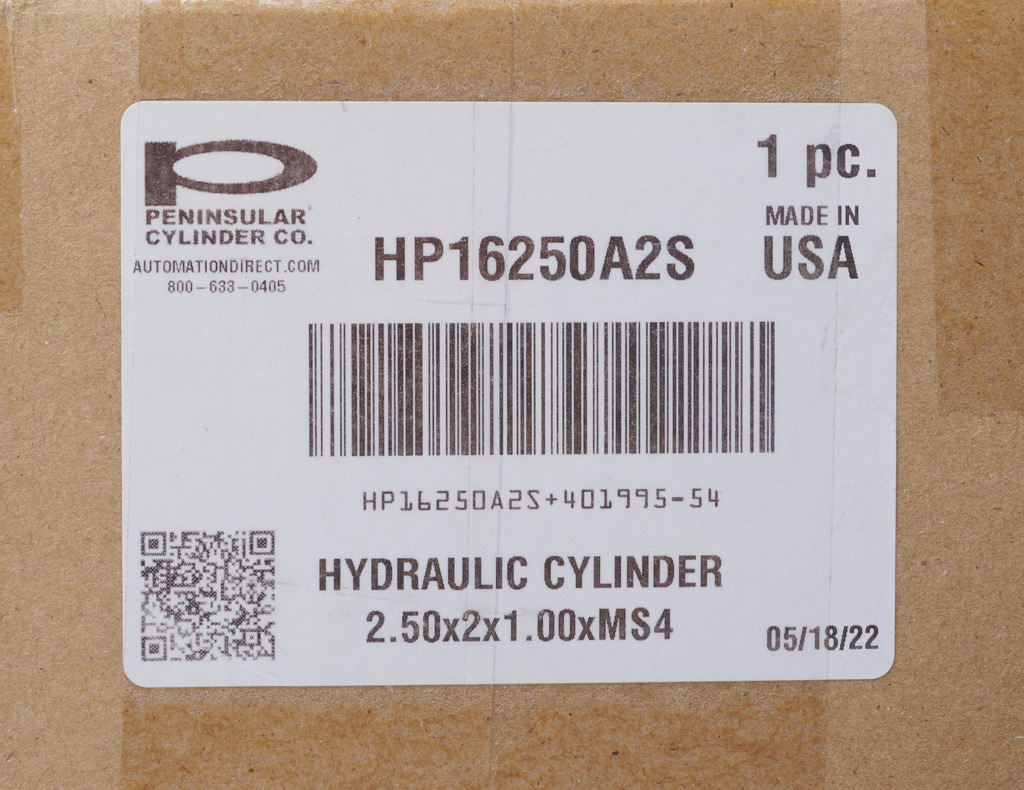 PENINSULAR
CYLINDER CO.
AUTOMATIONDIRECT.COM
800-633-0405
1 pc.
MADE IN
USA
HP16250A2S
HP16250A2S+401995-54
HYDRAULIC CYLINDER
2.50x2x1.00xMS4
05/18/22